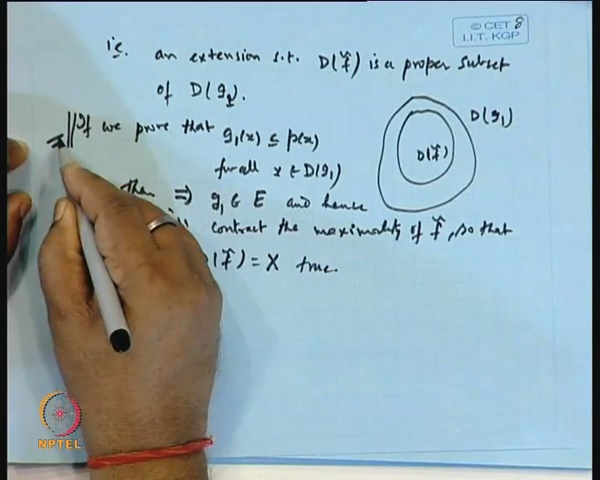 © CET 8
I.I.T. KGP
i.e. an extension s.t. D(f̃) is a proper subset
of D(g₁).
If we prove that g₁(x) ≤ p(x)
for all x ∈ D(g₁)
then ⇒ g₁ ∈ E and hence
contract the maximality of f̃, so that
D(f̃) = X true.
D(g₁)
D(f̃)
NPTEL